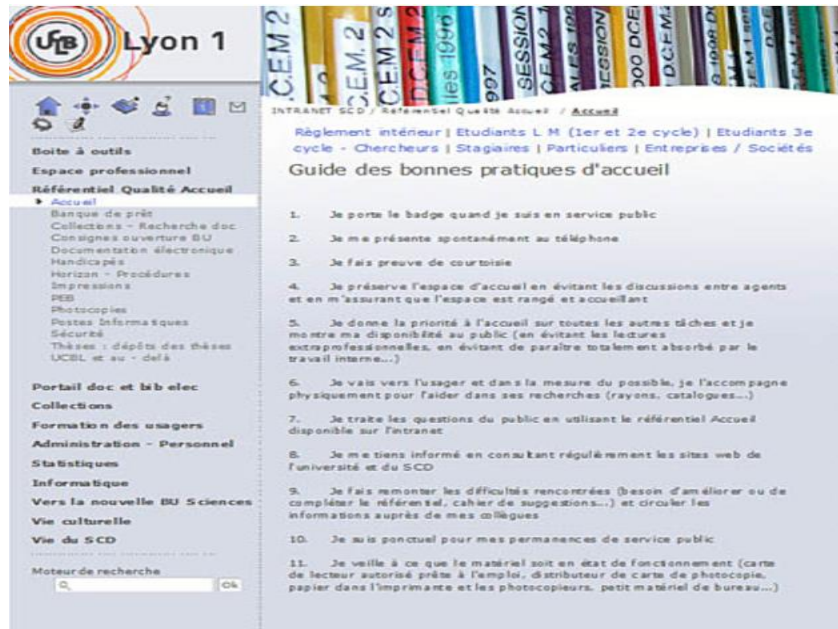 UCB Lyon 1
.C.E.M 2
C.E.M. 2
C.E.M 2 s
D.C.E.M 2
les 1996
997
SESSION
INTRANET SCD / Référentiel Qualité Accueil / Accueil
Règlement intérieur | Etudiants L M (1er et 2e cycle) | Etudiants 3e
cycle - Chercheurs | Stagiaires | Particuliers | Entreprises / Sociétés
Guide des bonnes pratiques d'accueil
Boite à outils
Espace professionnel
Référentiel Qualité Accueil
Accueil
Banque de prêt
Collections - Recherche doc
Consignes ouverture BU
Documentation électronique
Handicapés
Horizon - Procédures
Impressions
PEB
Photocopies
Postes Informatiques
Sécurité
Thèses : dépôts des thèses
UCBL et au - delà
Portail doc et bib elec
Collections
Formation des usagers
Administration - Personnel
Statistiques
Informatique
Vers la nouvelle BU Sciences
Vie culturelle
Vie du SCD
Moteur de recherche
Ok
1. Je porte le badge quand je suis en service public
2. Je me présente spontanément au téléphone
3. Je fais preuve de courtoisie
4. Je préserve l'espace d'accueil en évitant les discussions entre agents
et en m'assurant que l'espace est rangé et accueillant
5. Je donne la priorité à l'accueil sur toutes les autres tâches et je
montre ma disponibilité au public (en évitant les lectures
extraprofessionnelles, en évitant de paraître totalement absorbé par le
travail interne...)
6. Je vais vers l'usager et dans la mesure du possible, je l'accompagne
physiquement pour l'aider dans ses recherches (rayons, catalogues...)
7. Je traite les questions du public en utilisant le référentiel Accueil
disponible sur l'intranet
8. Je me tiens informé en consultant régulièrement les sites web de
l'université et du SCD
9. Je fais remonter les difficultés rencontrées (besoin d'améliorer ou de
compléter le référentiel, cahier de suggestions...) et circuler les
informations auprès de mes collègues
10. Je suis ponctuel pour mes permanences de service public
11. Je veille à ce que le matériel soit en état de fonctionnement (carte
de lecteur autorisé prête à l'emploi, distributeur de carte de photocopie,
papier dans l'imprimante et les photocopieurs, petit matériel de bureau...)